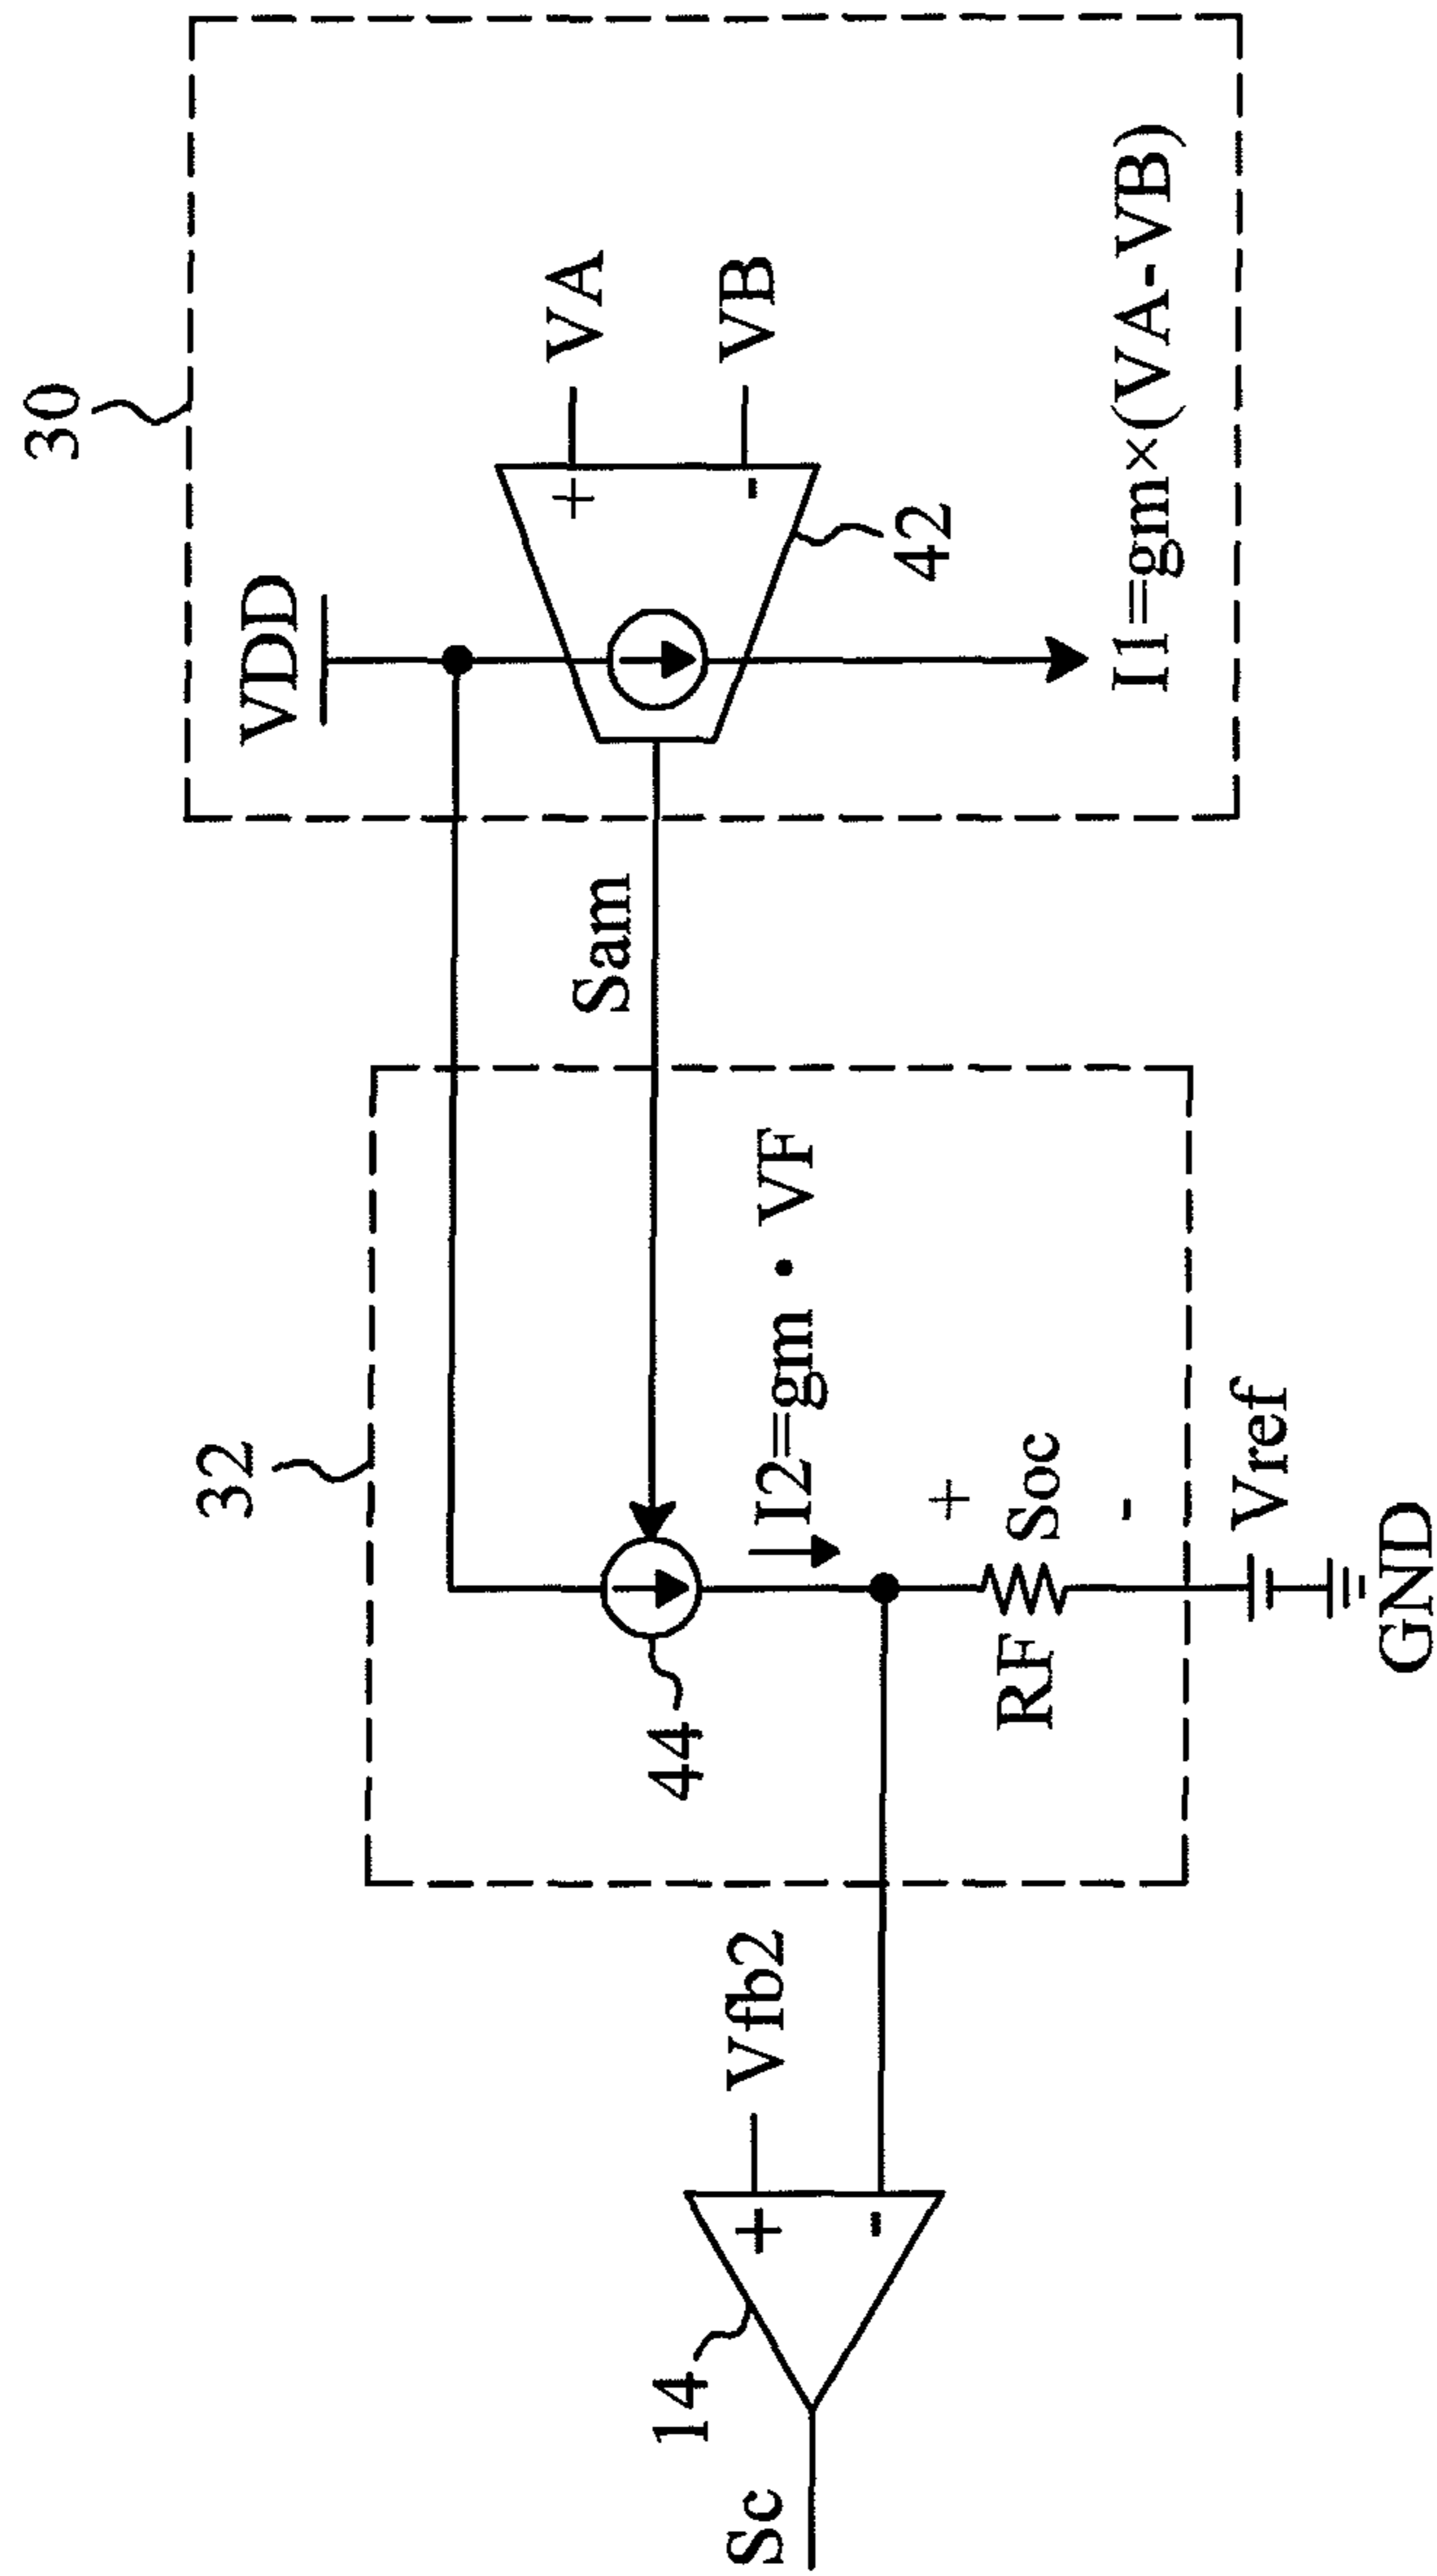 30
VDD
VA
+
-
VB
42
I1=gm×(VA-VB)
Sam
32
44
I2=gm • VF
+
Soc
-
RF
Vref
GND
Vfb2
+
-
14
Sc